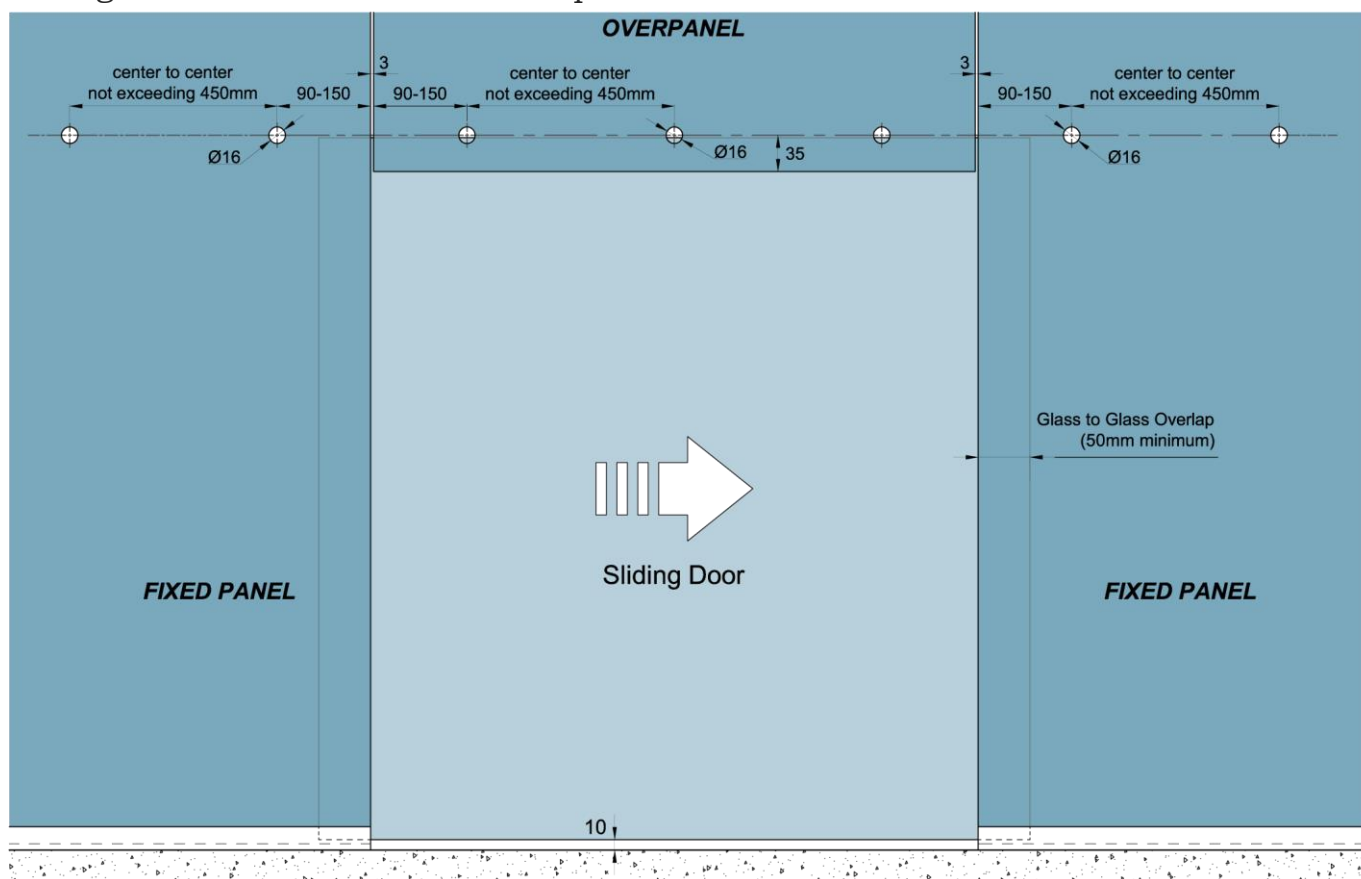 OVERPANEL
3
3
center to center
not exceeding 450mm
90-150
90-150
center to center
not exceeding 450mm
90-150
center to center
not exceeding 450mm
Ø16
Ø16
35
Ø16
Glass to Glass Overlap
(50mm minimum)
Sliding Door
FIXED PANEL
FIXED PANEL
10